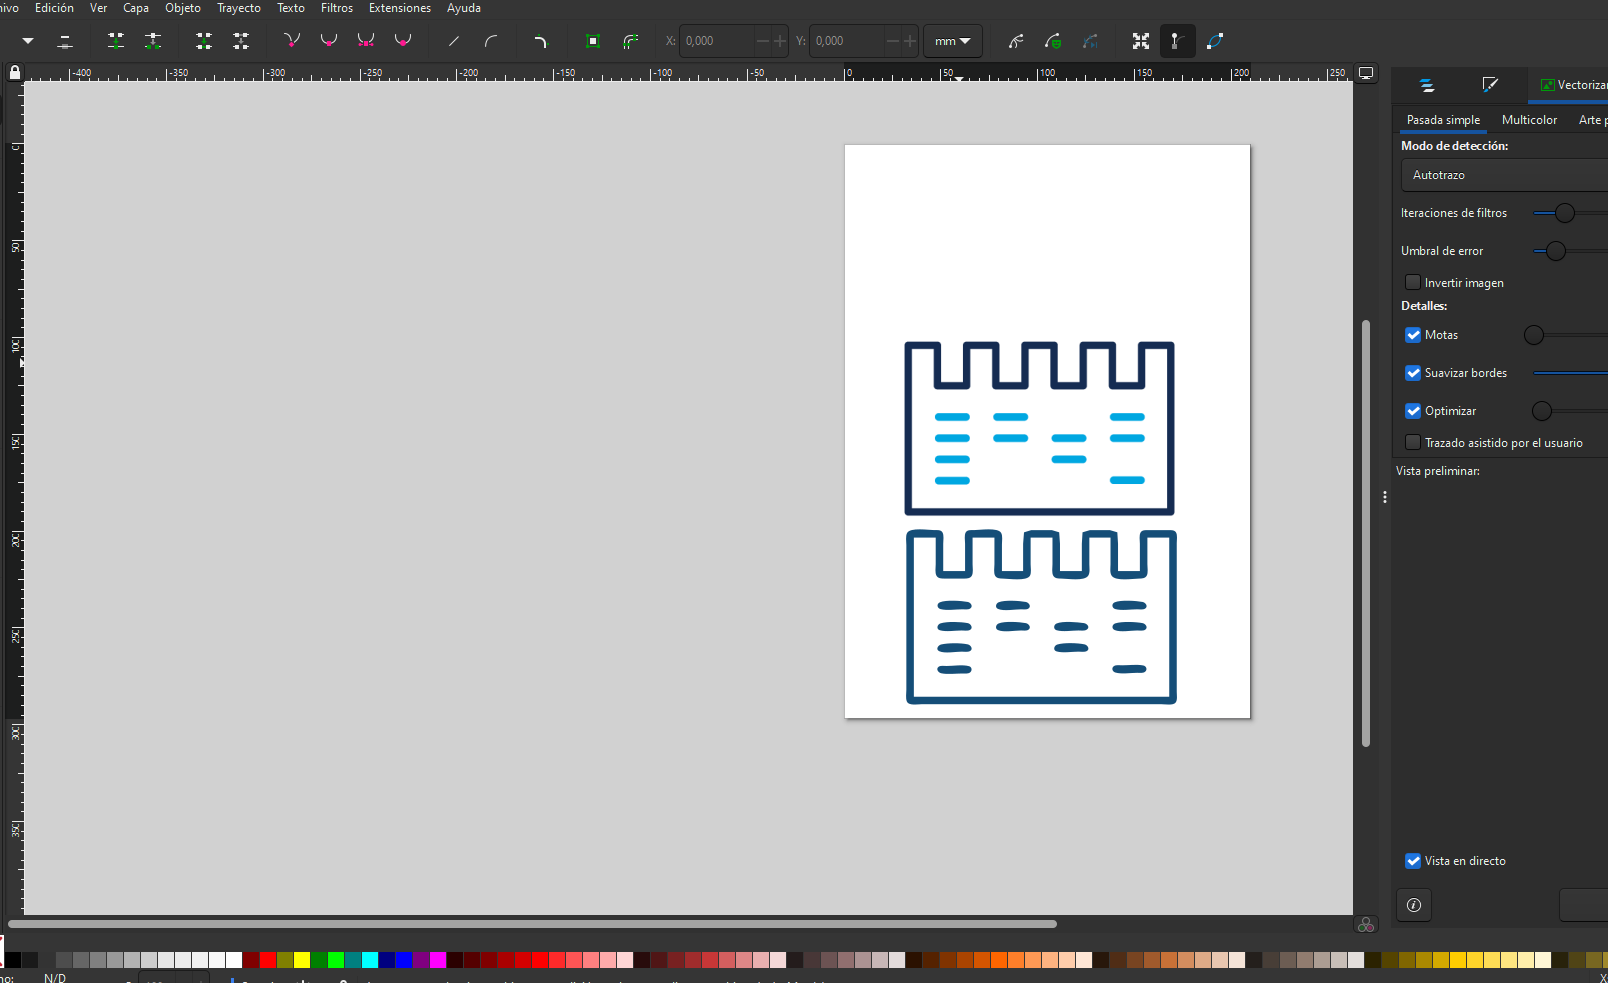 Edición Ver Capa Objeto Trayecto Texto Filtros Extensiones Ayuda
X: 0,000 Y: 0,000 mm
-400 -350 -300 -250 -200 -150 -100 -50 0 50 100 150 200 250
0
50
100
150
200
250
300
350
Vectorizar
Pasada simple Multicolor Arte
Modo de detección:
Autotrazo
Iteraciones de filtros
Umbral de error
Invertir imagen
Detalles:
Motas
Suavizar bordes
Optimizar
Trazado asistido por el usuario
Vista preliminar:
Vista en directo
N/D